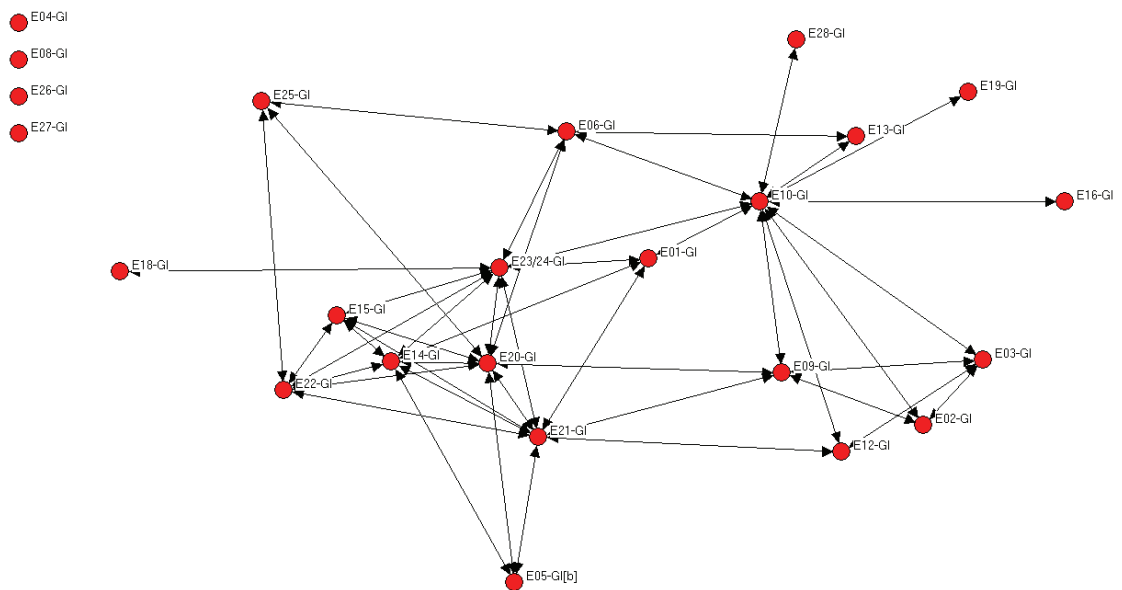 E04-GI
E08-GI
E26-GI
E27-GI
E28-GI
E19-GI
E25-GI
E06-GI
E13-GI
E10-GI
E16-GI
E01-GI
E23/24-GI
E18-GI
E15-GI
E14-GI
E20-GI
E03-GI
E09-GI
E22-GI
E02-GI
E21-GI
E12-GI
E05-GI[b]